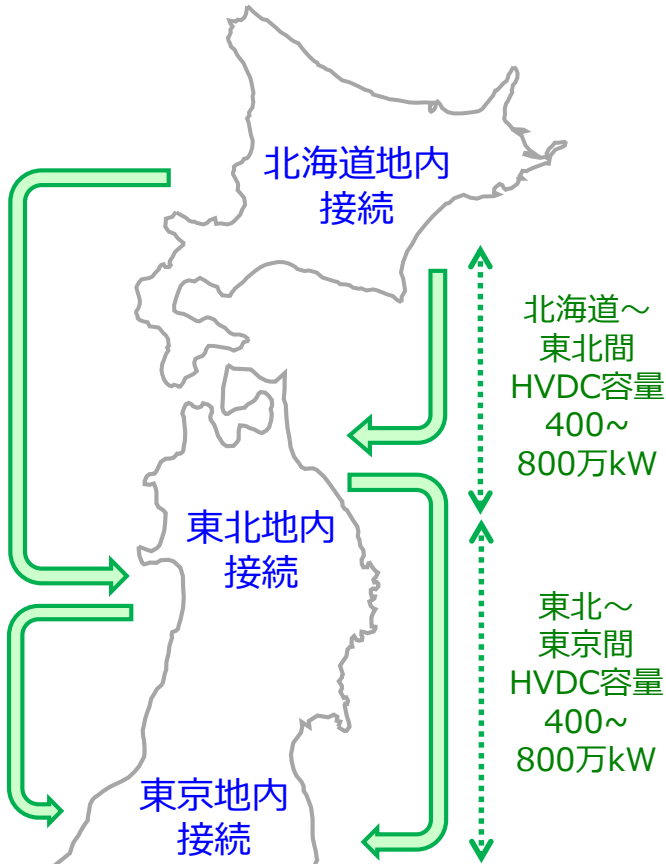 北海道地内
接続
北海道～
東北間
HVDC容量
400~
800万kW
東北地内
接続
東北～
東京間
HVDC容量
400~
800万kW
東京地内
接続